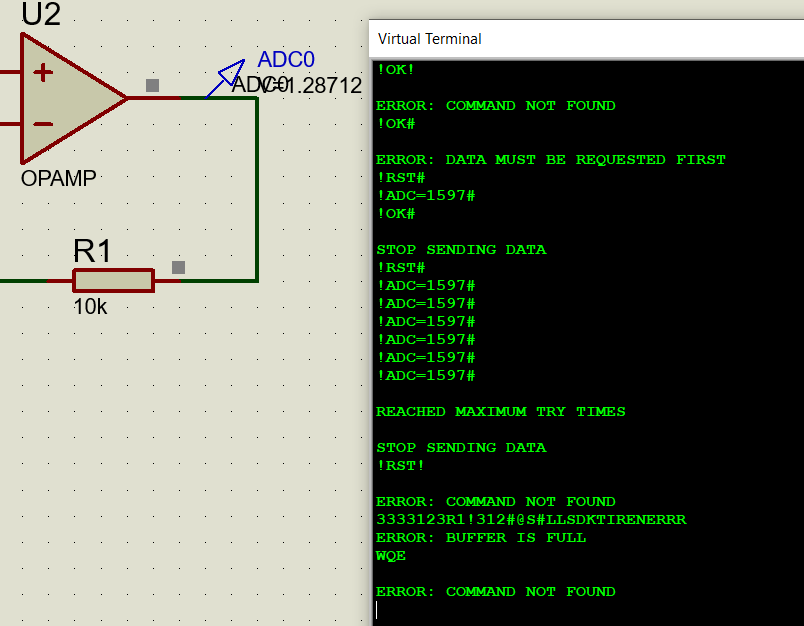 U2
ADC0
ADC0
V=1.28712
OPAMP
R1
10k
Virtual Terminal
!OK!
ERROR: COMMAND NOT FOUND
!OK#
ERROR: DATA MUST BE REQUESTED FIRST
!RST#
!ADC=1597#
!OK#
STOP SENDING DATA
!RST#
!ADC=1597#
!ADC=1597#
!ADC=1597#
!ADC=1597#
!ADC=1597#
!ADC=1597#
REACHED MAXIMUM TRY TIMES
STOP SENDING DATA
!RST!
ERROR: COMMAND NOT FOUND
3333123R1!312#@S#LLSDKTIRENERRR
ERROR: BUFFER IS FULL
WQE
ERROR: COMMAND NOT FOUND